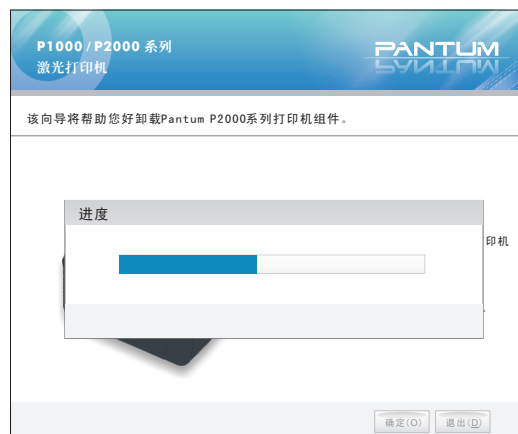 P1000 / P2000 系列
激光打印机
PANTUM
该向导将帮助您好卸载Pantum P2000系列打印机组件。
进度
印机
确定(O)
退出(D)